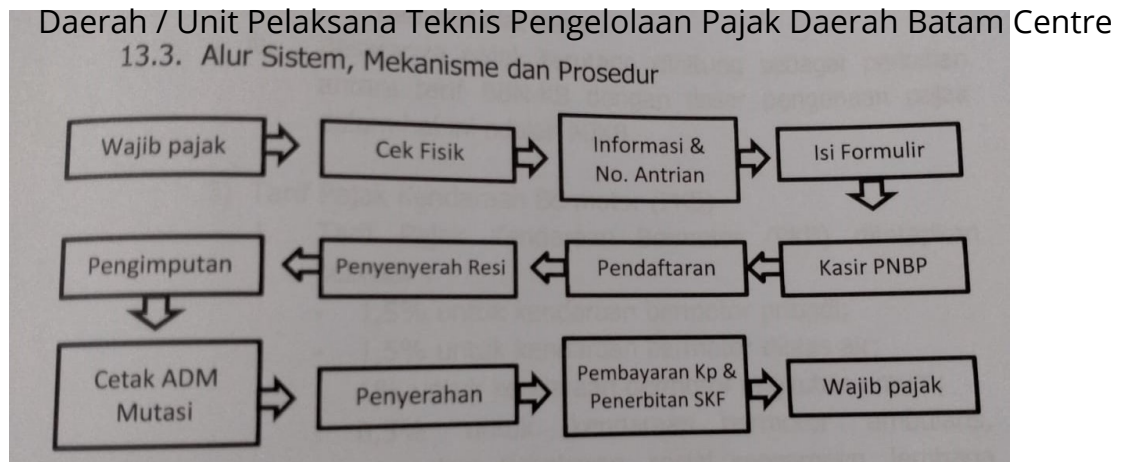 Daerah / Unit Pelaksana Teknis Pengelolaan Pajak Daerah Batam Centre
13.3. Alur Sistem, Mekanisme dan Prosedur
Wajib pajak
Cek Fisik
Informasi &
No. Antrian
Isi Formulir
Kasir PNBP
Pendaftaran
Penyenyerah Resi
Pengimputan
Cetak ADM
Mutasi
Penyerahan
Pembayaran Kp &
Penerbitan SKF
Wajib pajak